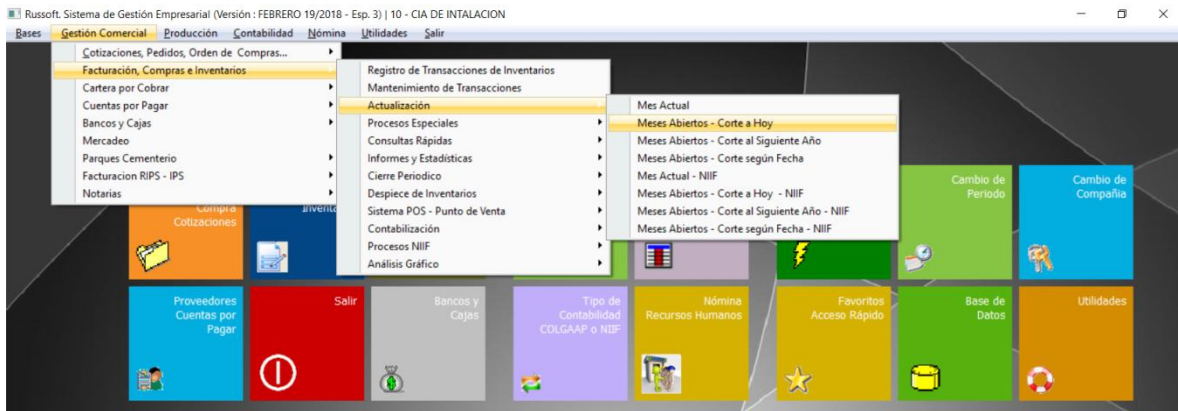 Russoft. Sistema de Gestión Empresarial (Versión : FEBRERO 19/2018 - Esp. 3) | 10 - CIA DE INTALACION
Bases Gestión Comercial Producción Contabilidad Nómina Utilidades Salir
Cotizaciones, Pedidos, Orden de Compras...
Facturación, Compras e Inventarios
Cartera por Cobrar
Cuentas por Pagar
Bancos y Cajas
Mercadeo
Parques Cementerio
Facturacion RIPS - IPS
Notarias
Registro de Transacciones de Inventarios
Mantenimiento de Transacciones
Actualización
Procesos Especiales
Consultas Rápidas
Informes y Estadísticas
Cierre Periodico
Despiece de Inventarios
Sistema POS - Punto de Venta
Contabilización
Procesos NIIF
Análisis Gráfico
Mes Actual
Meses Abiertos - Corte a Hoy
Meses Abiertos - Corte al Siguiente Año
Meses Abiertos - Corte según Fecha
Mes Actual - NIIF
Meses Abiertos - Corte a Hoy - NIIF
Meses Abiertos - Corte al Siguiente Año - NIIF
Meses Abiertos - Corte según Fecha - NIIF
Compra
Cotizaciones
Cambio de
Periodo
Cambio de
Compañia
Proveedores
Cuentas por
Pagar
Salir
Bancos y
Cajas
Tipo de
Contabilidad
COLGAAP o NIIF
Nómina
Recursos Humanos
Favoritos
Acceso Rápido
Base de
Datos
Utilidades